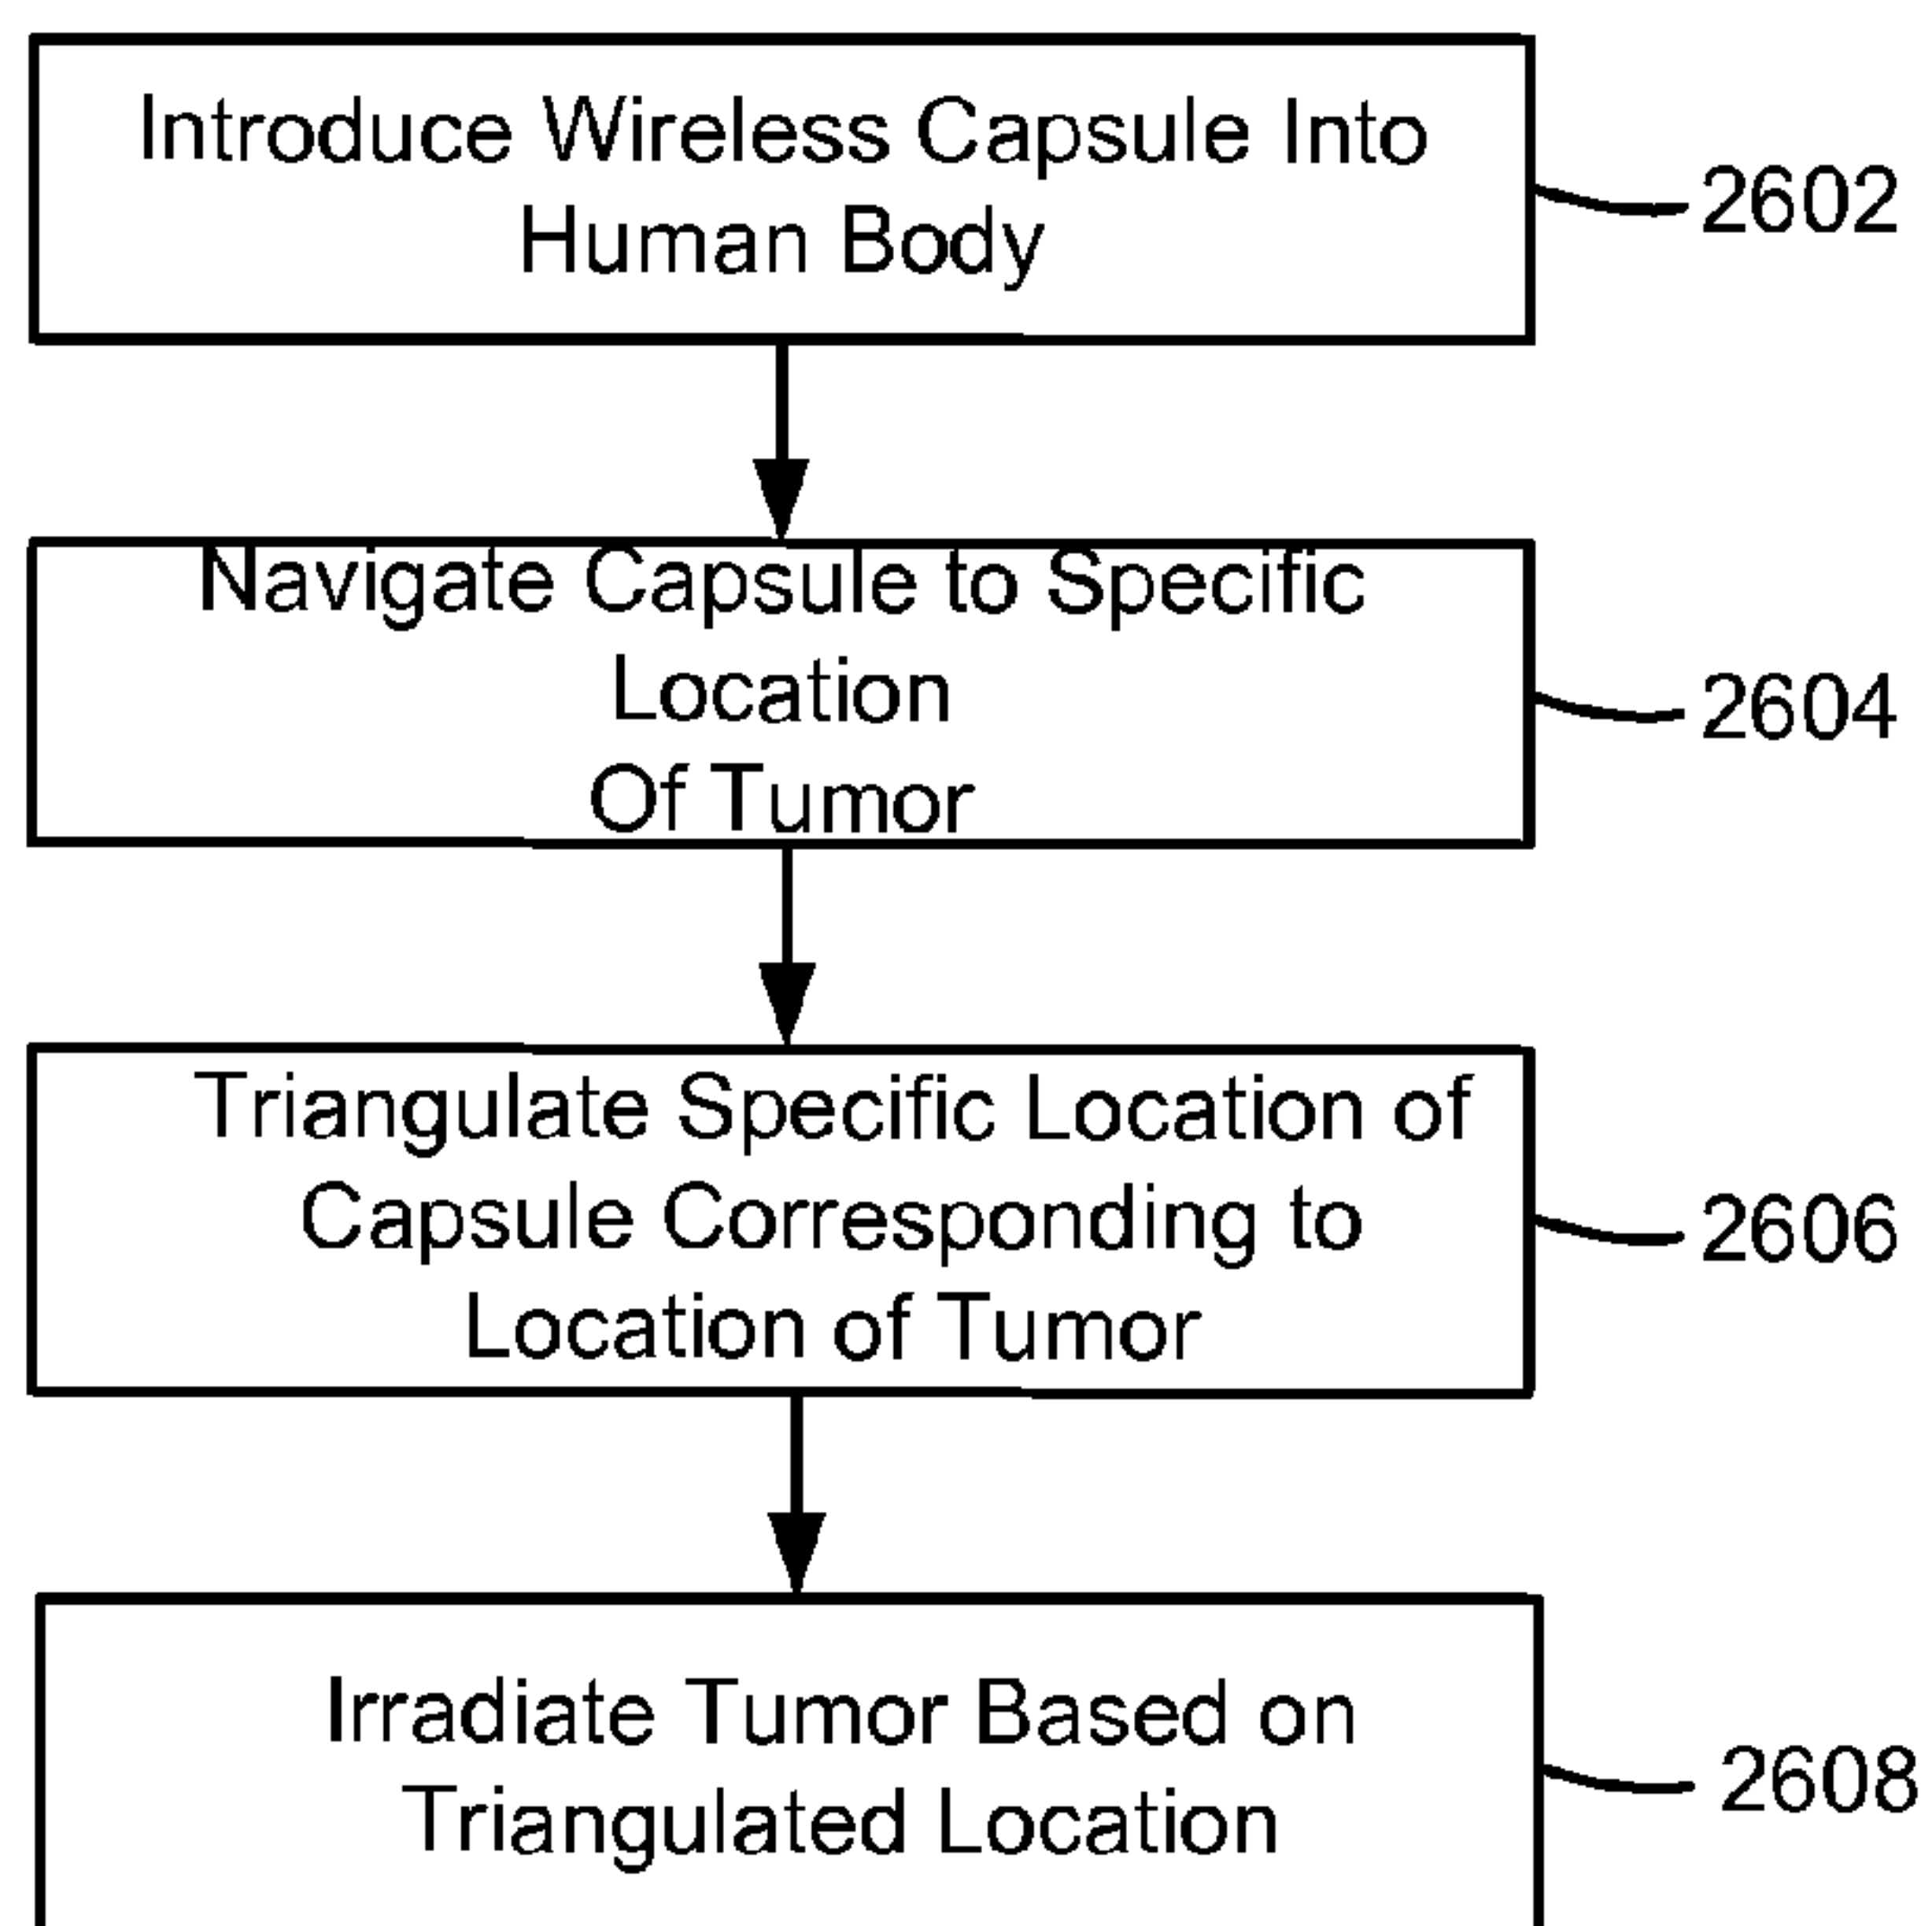 Introduce Wireless Capsule Into
Human Body
2602
Navigate Capsule to Specific
Location
Of Tumor
2604
Triangulate Specific Location of
Capsule Corresponding to
Location of Tumor
2606
Irradiate Tumor Based on
Triangulated Location
2608